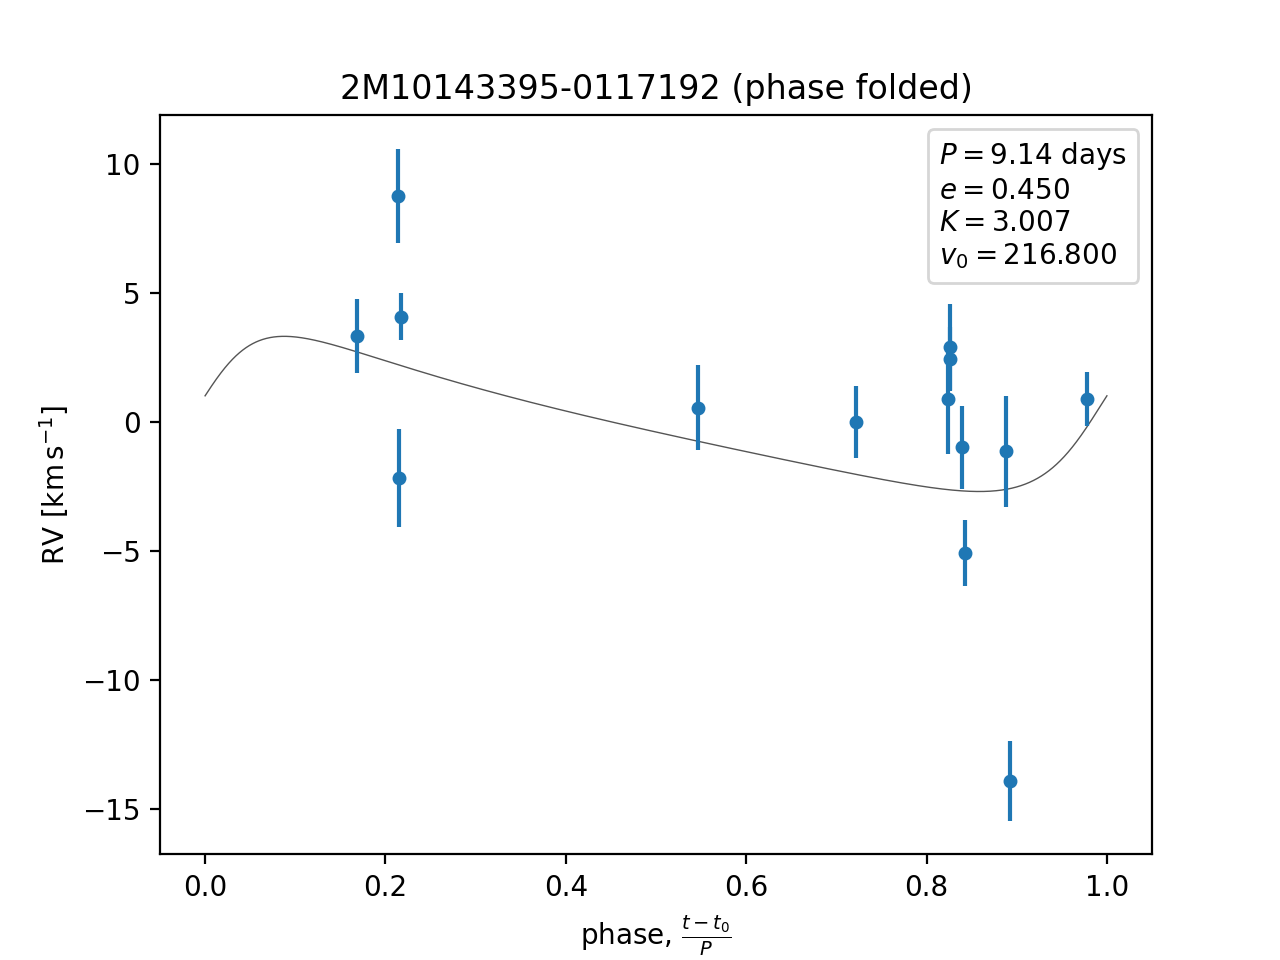 2M10143395-0117192 (phase folded)
P = 9.14 days
e = 0.450
K = 3.007
v₀ = 216.800
10
5
0
−5
−10
−15
RV [km s⁻¹]
0.0 0.2 0.4 0.6 0.8 1.0
phase, (t − t₀)/P